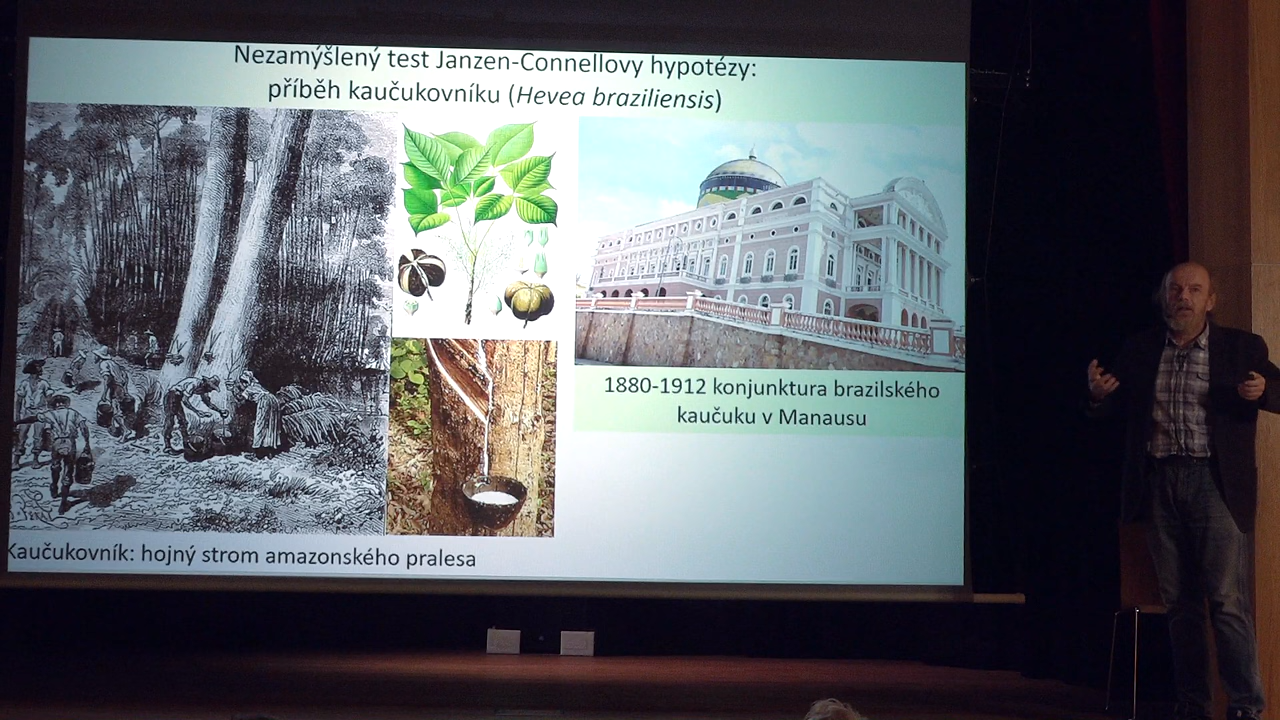 Nezamýšlený test Janzen-Connellovy hypotézy:
příběh kaučukovníku (Hevea braziliensis)
1880-1912 konjunktura brazilského
kaučuku v Manausu
Kaučukovník: hojný strom amazonského pralesa